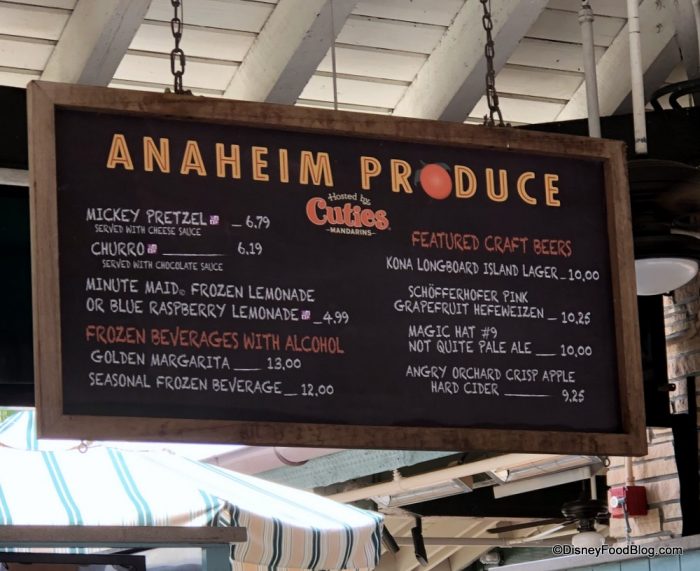 ANAHEIM PRODUCE
Hosted by:
Cuties
MANDARINS
MICKEY PRETZEL 6.79
SERVED WITH CHEESE SAUCE
CHURRO 6.19
SERVED WITH CHOCOLATE SAUCE
MINUTE MAID® FROZEN LEMONADE
OR BLUE RASPBERRY LEMONADE 4.99
FROZEN BEVERAGES WITH ALCOHOL
GOLDEN MARGARITA 13.00
SEASONAL FROZEN BEVERAGE 12.00
FEATURED CRAFT BEERS
KONA LONGBOARD ISLAND LAGER 10.00
SCHÖFFERHOFER PINK
GRAPEFRUIT HEFEWEIZEN 10.25
MAGIC HAT #9
NOT QUITE PALE ALE 10.00
ANGRY ORCHARD CRISP APPLE
HARD CIDER 9.25
©DisneyFoodBlog.com